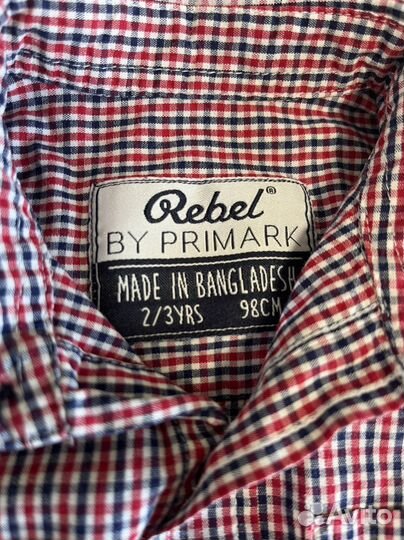 Rebel®
BY PRIMARK
MADE IN BANGLADESH
2/3YRS 98CM
Avito